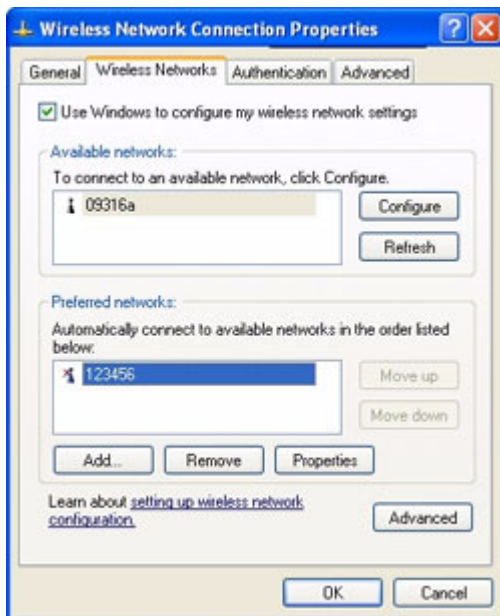 Wireless Network Connection Properties
General Wireless Networks Authentication Advanced
Use Windows to configure my wireless network settings
Available networks:
To connect to an available network, click Configure.
09316a
Configure
Refresh
Preferred networks:
Automatically connect to available networks in the order listed
below:
123456
Move up
Move down
Add... Remove Properties
Learn about setting up wireless network
configuration.
Advanced
OK Cancel